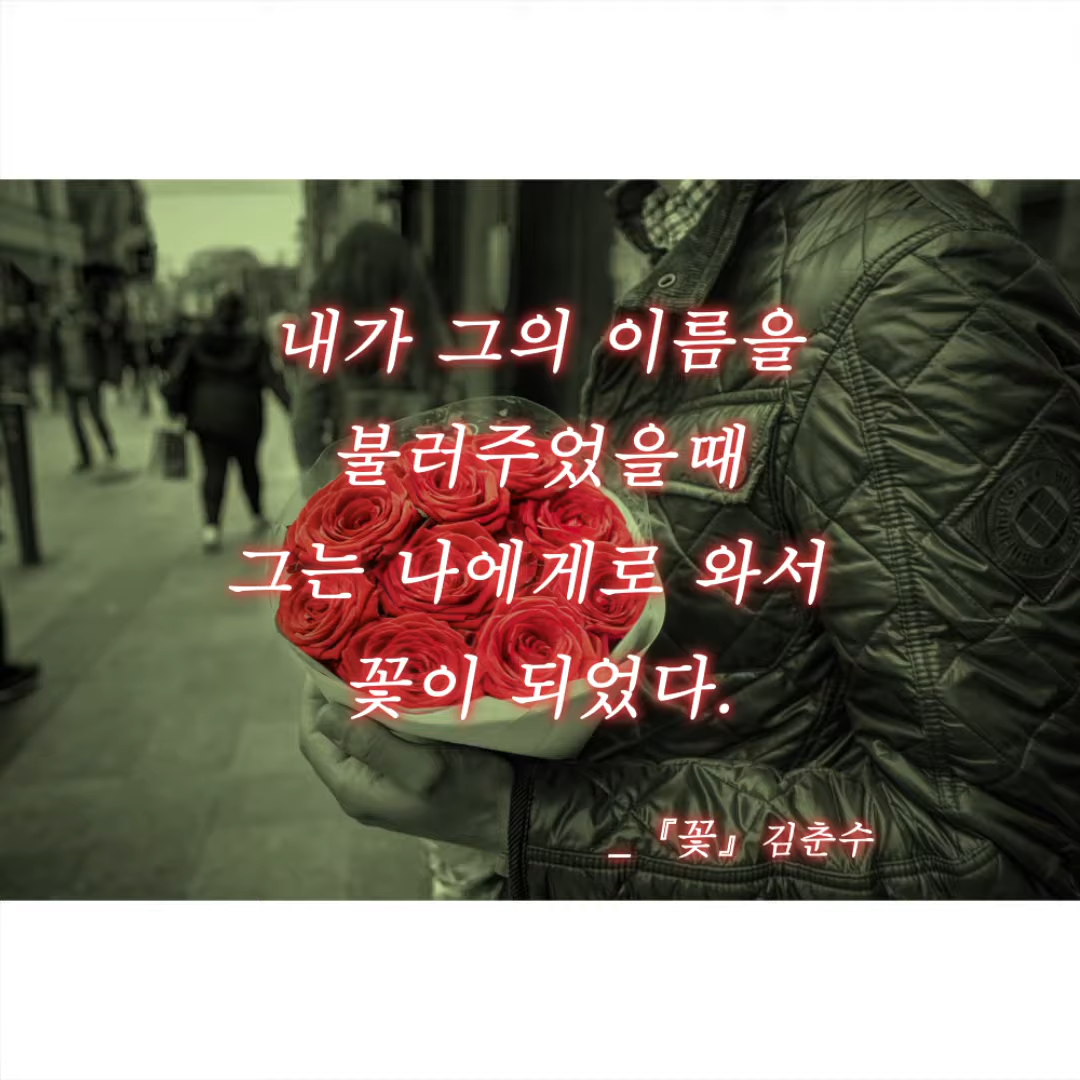 내가 그의 이름을
불러주었을때
그는 나에게로 와서
꽃이 되었다.
_ 『꽃』 김춘수